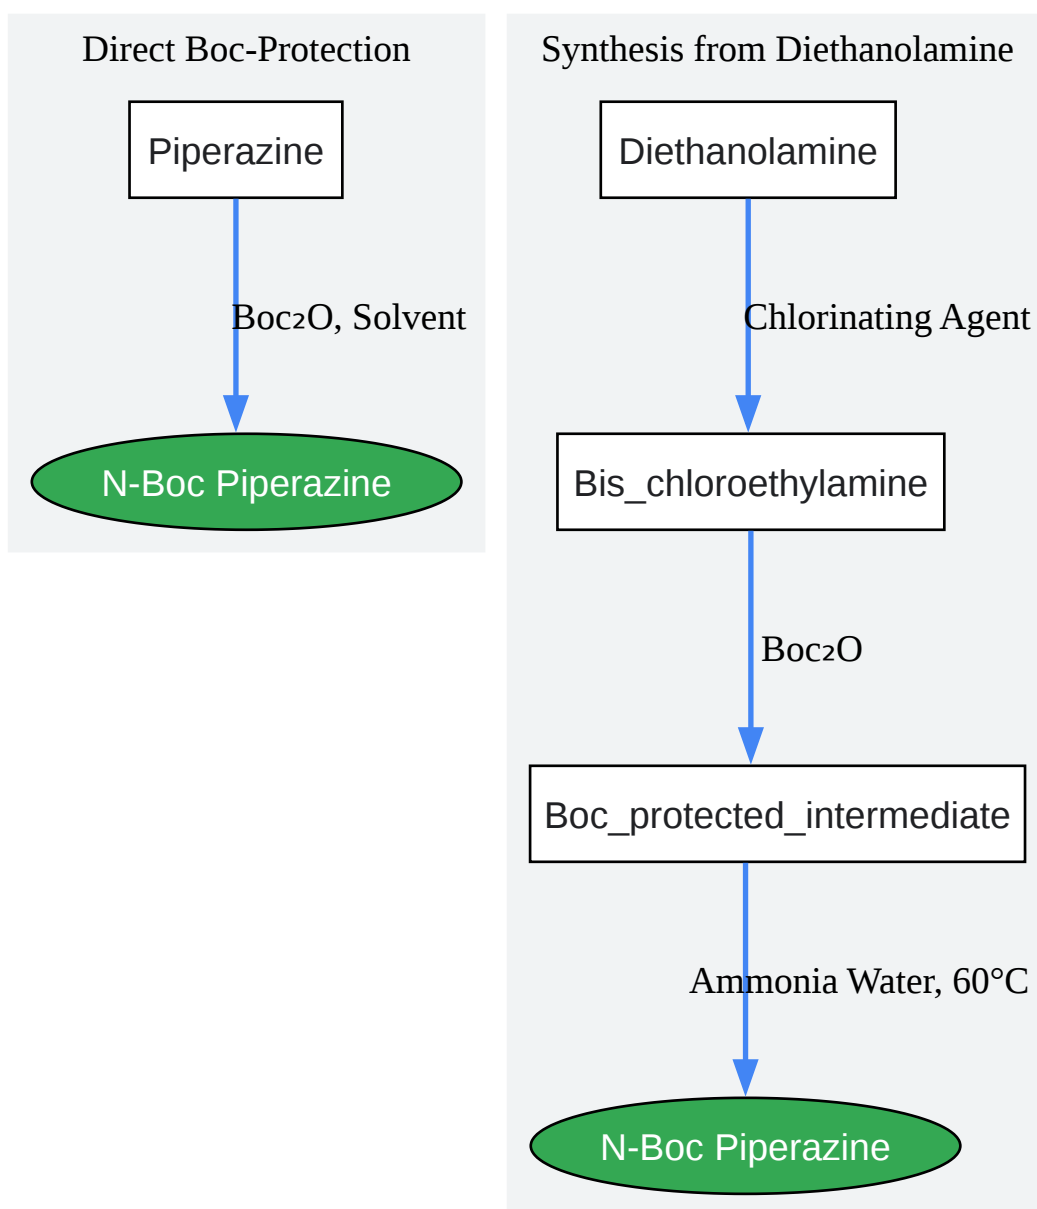 Direct Boc-Protection
Piperazine
Boc₂O, Solvent
N-Boc Piperazine
Synthesis from Diethanolamine
Diethanolamine
Chlorinating Agent
Bis_chloroethylamine
Boc₂O
Boc_protected_intermediate
Ammonia Water, 60°C
N-Boc Piperazine